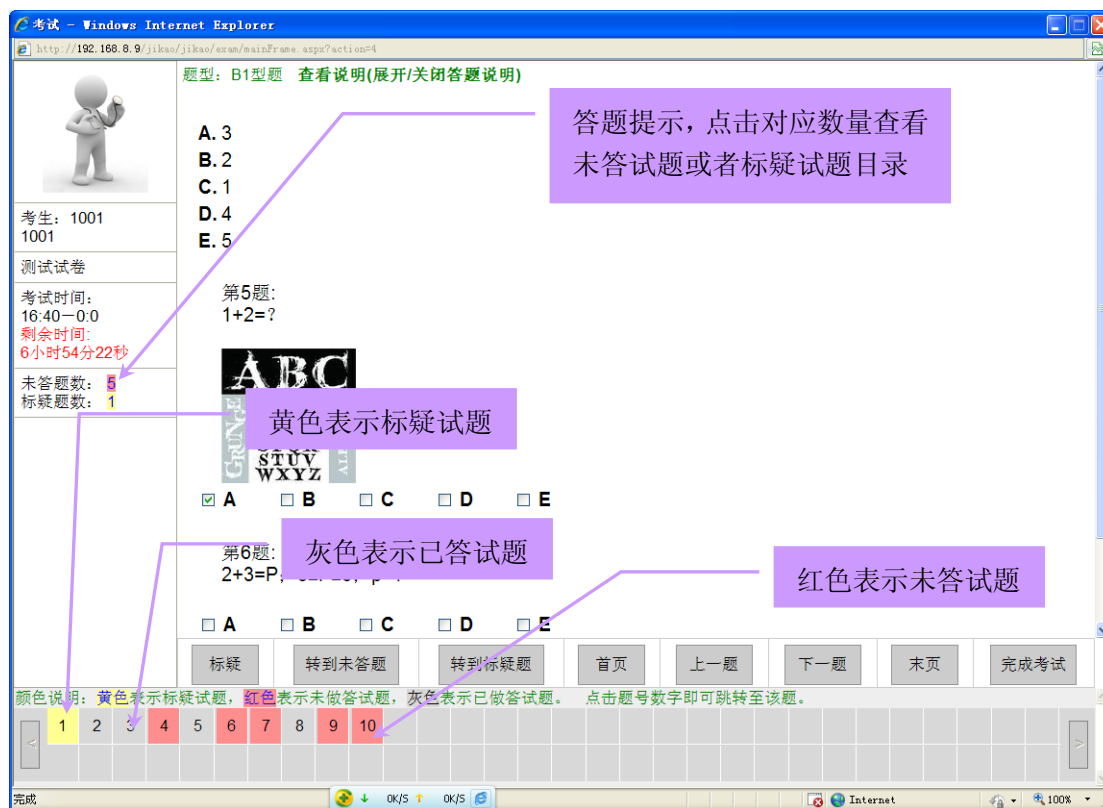 考试 - Windows Internet Explorer
http://192.168.8.9/jikao/jikao/exam/mainFrame.aspx?action=4
题型: B1型题 查看说明(展开/关闭答题说明)
A. 3
B. 2
C. 1
D. 4
E. 5
答题提示,点击对应数量查看
未答试题或者标疑试题目录
考生: 1001
1001
测试试卷
考试时间:
16:40－0:0
剩余时间:
6小时54分22秒
未答题数: 5
标疑题数: 1
第5题:
1+2=?
ABC
GRUNGE
STUV
WXYZ
黄色表示标疑试题
A B C D E
灰色表示已答试题
第6题:
2+3=P,
红色表示未答试题
A B C D E
标疑 转到未答题 转到标疑题 首页 上一题 下一题 末页 完成考试
颜色说明: 黄色表示标疑试题, 红色表示未做答试题, 灰色表示已做答试题。 点击题号数字即可跳转至该题。
< 1 2 3 4 5 6 7 8 9 10 >
完成 0K/S 0K/S Internet 100%